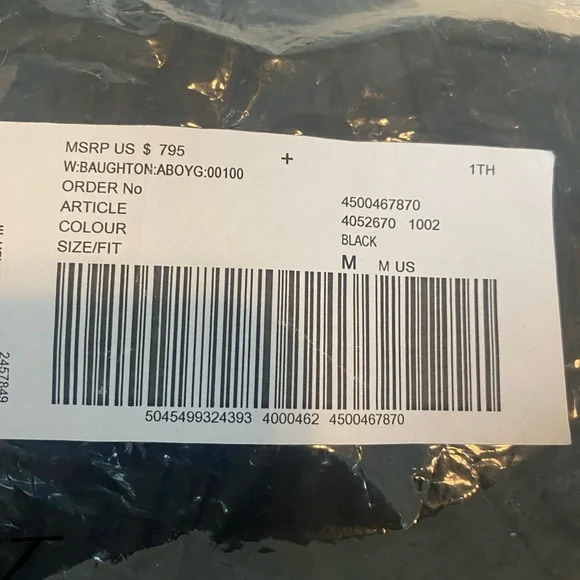 MSRP US $ 795
+
1TH
W:BAUGHTON:ABOYG:00100
ORDER No 4500467870
ARTICLE 4052670 1002
COLOUR BLACK
SIZE/FIT M M US
5045499324393 4000462 4500467870
2457849